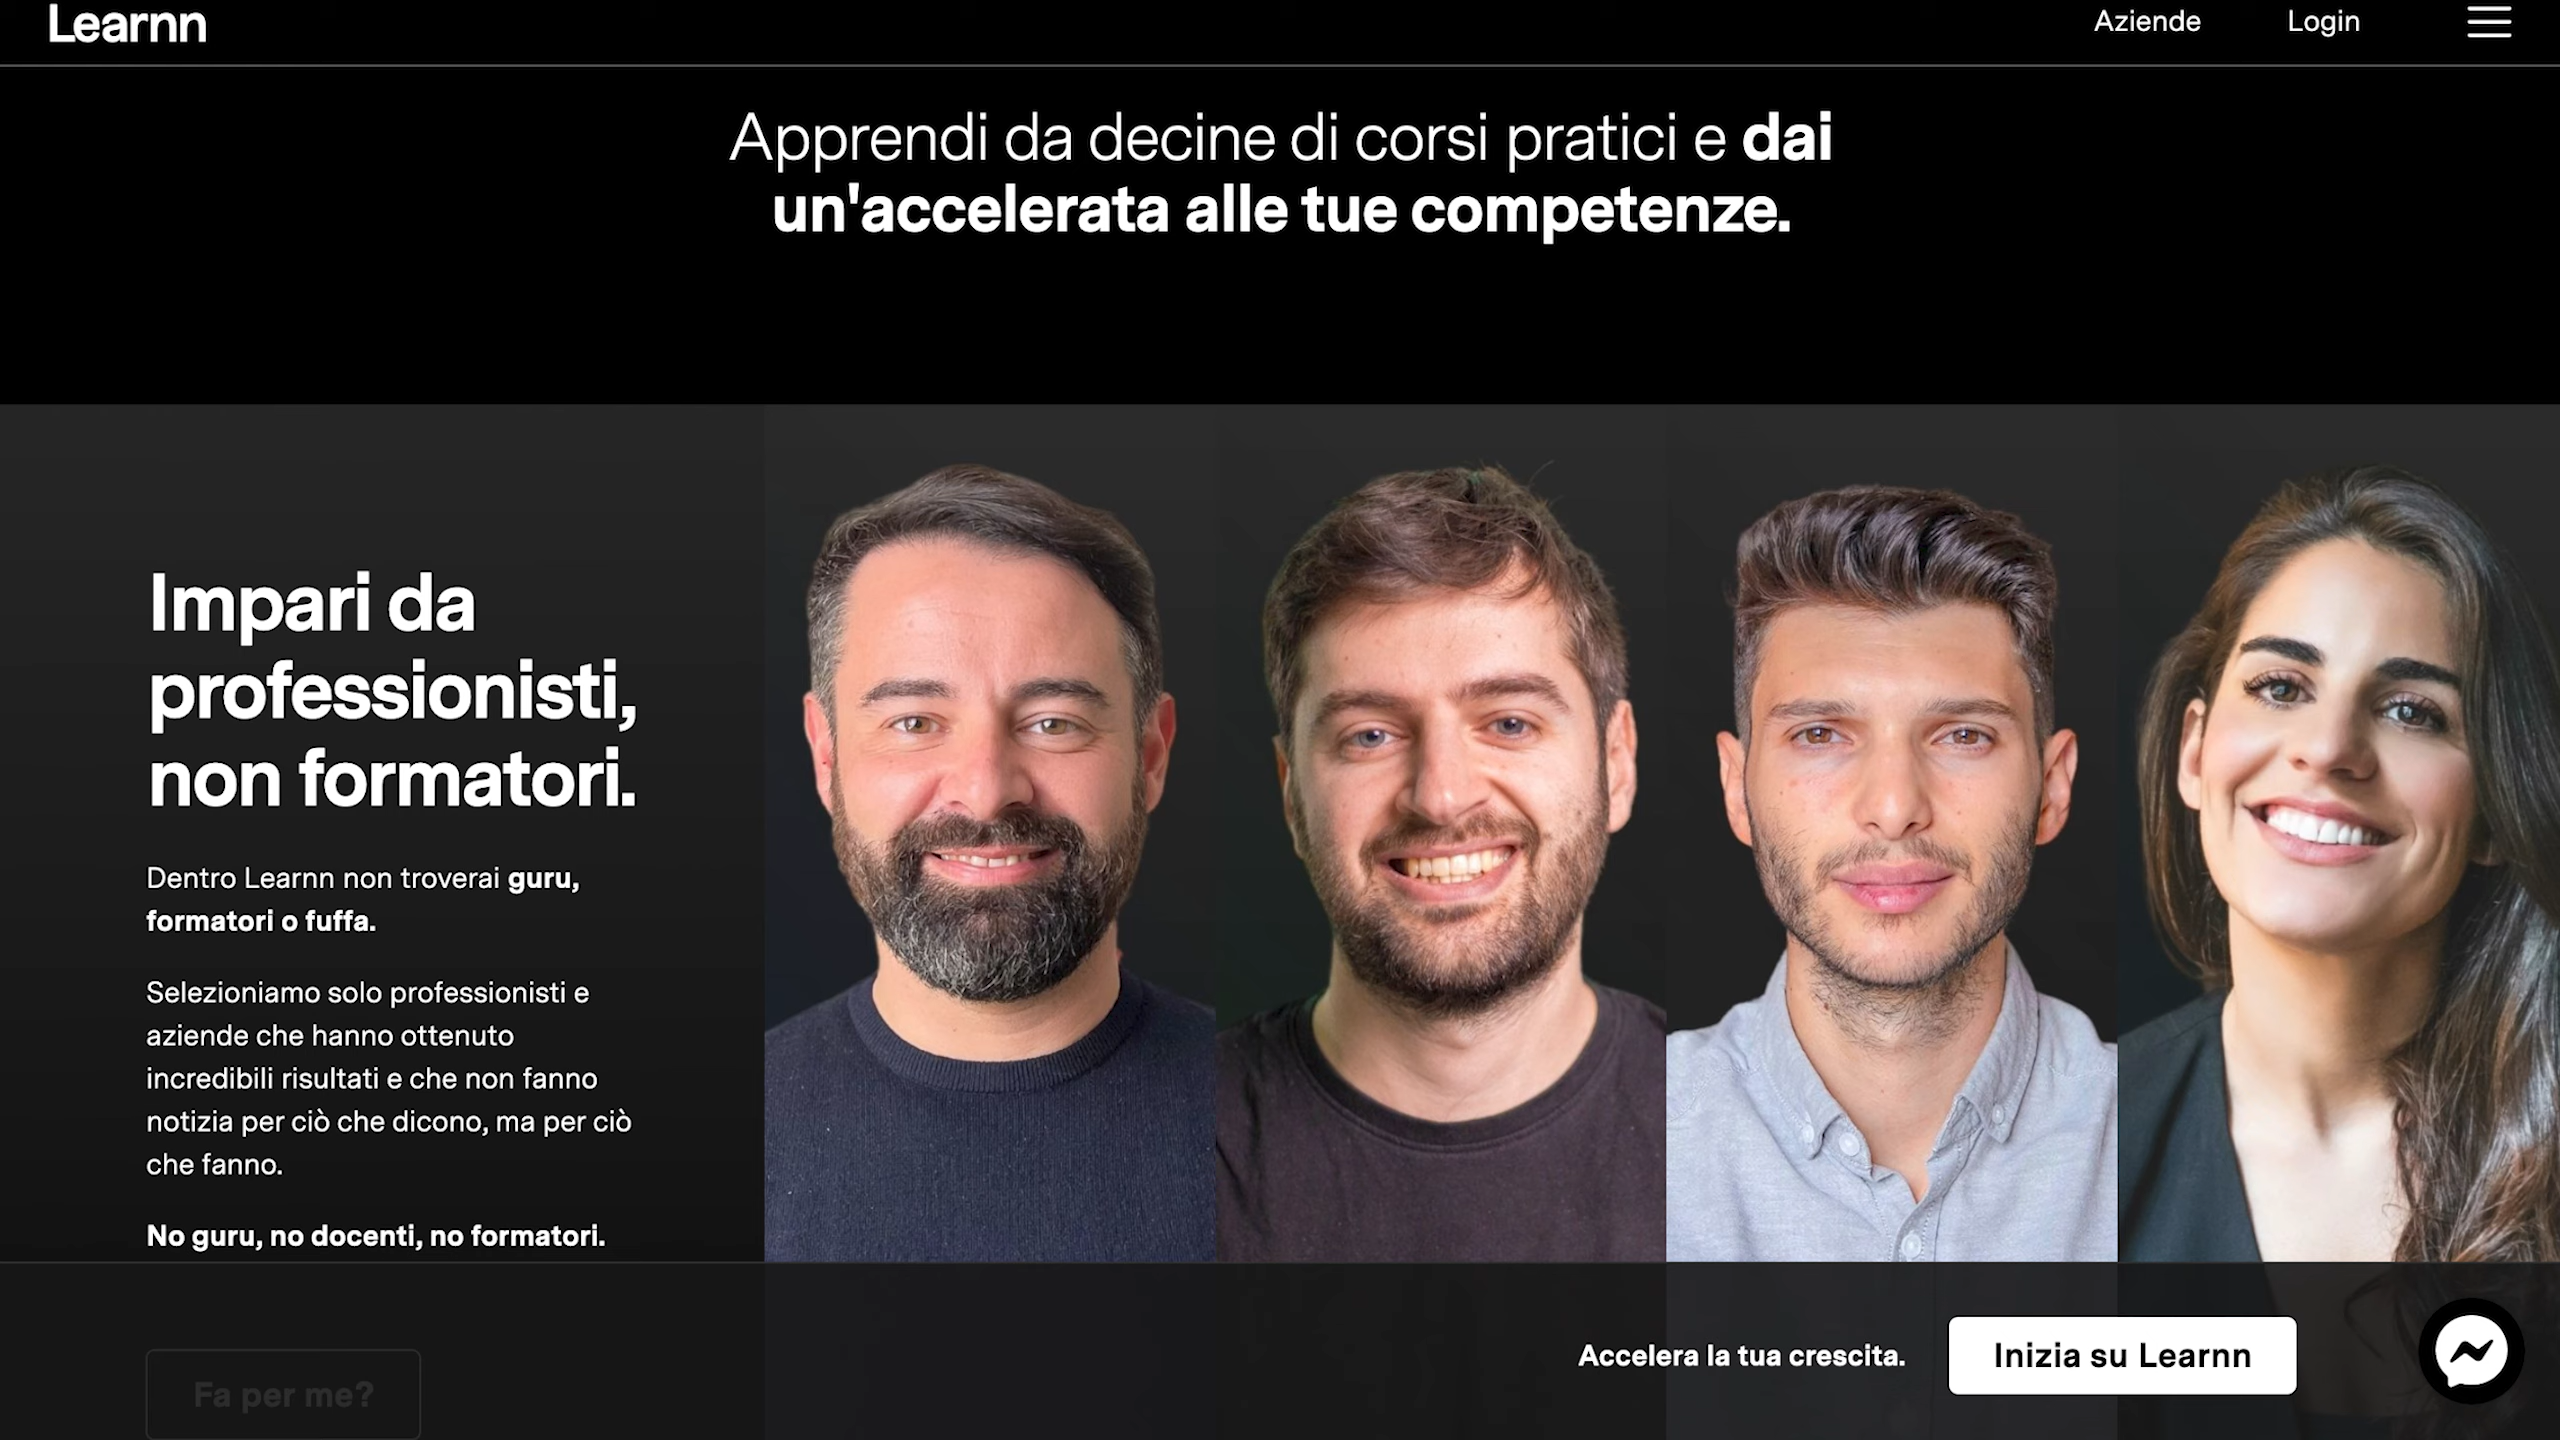 Learnn
Aziende
Login
Apprendi da decine di corsi pratici e dai
un'accelerata alle tue competenze.
Impari da
professionisti,
non formatori.
Dentro Learnn non troverai guru,
formatori o fuffa.
Selezioniamo solo professionisti e
aziende che hanno ottenuto
incredibili risultati e che non fanno
notizia per ciò che dicono, ma per ciò
che fanno.
No guru, no docenti, no formatori.
Fa per me?
Accelera la tua crescita.
Inizia su Learnn